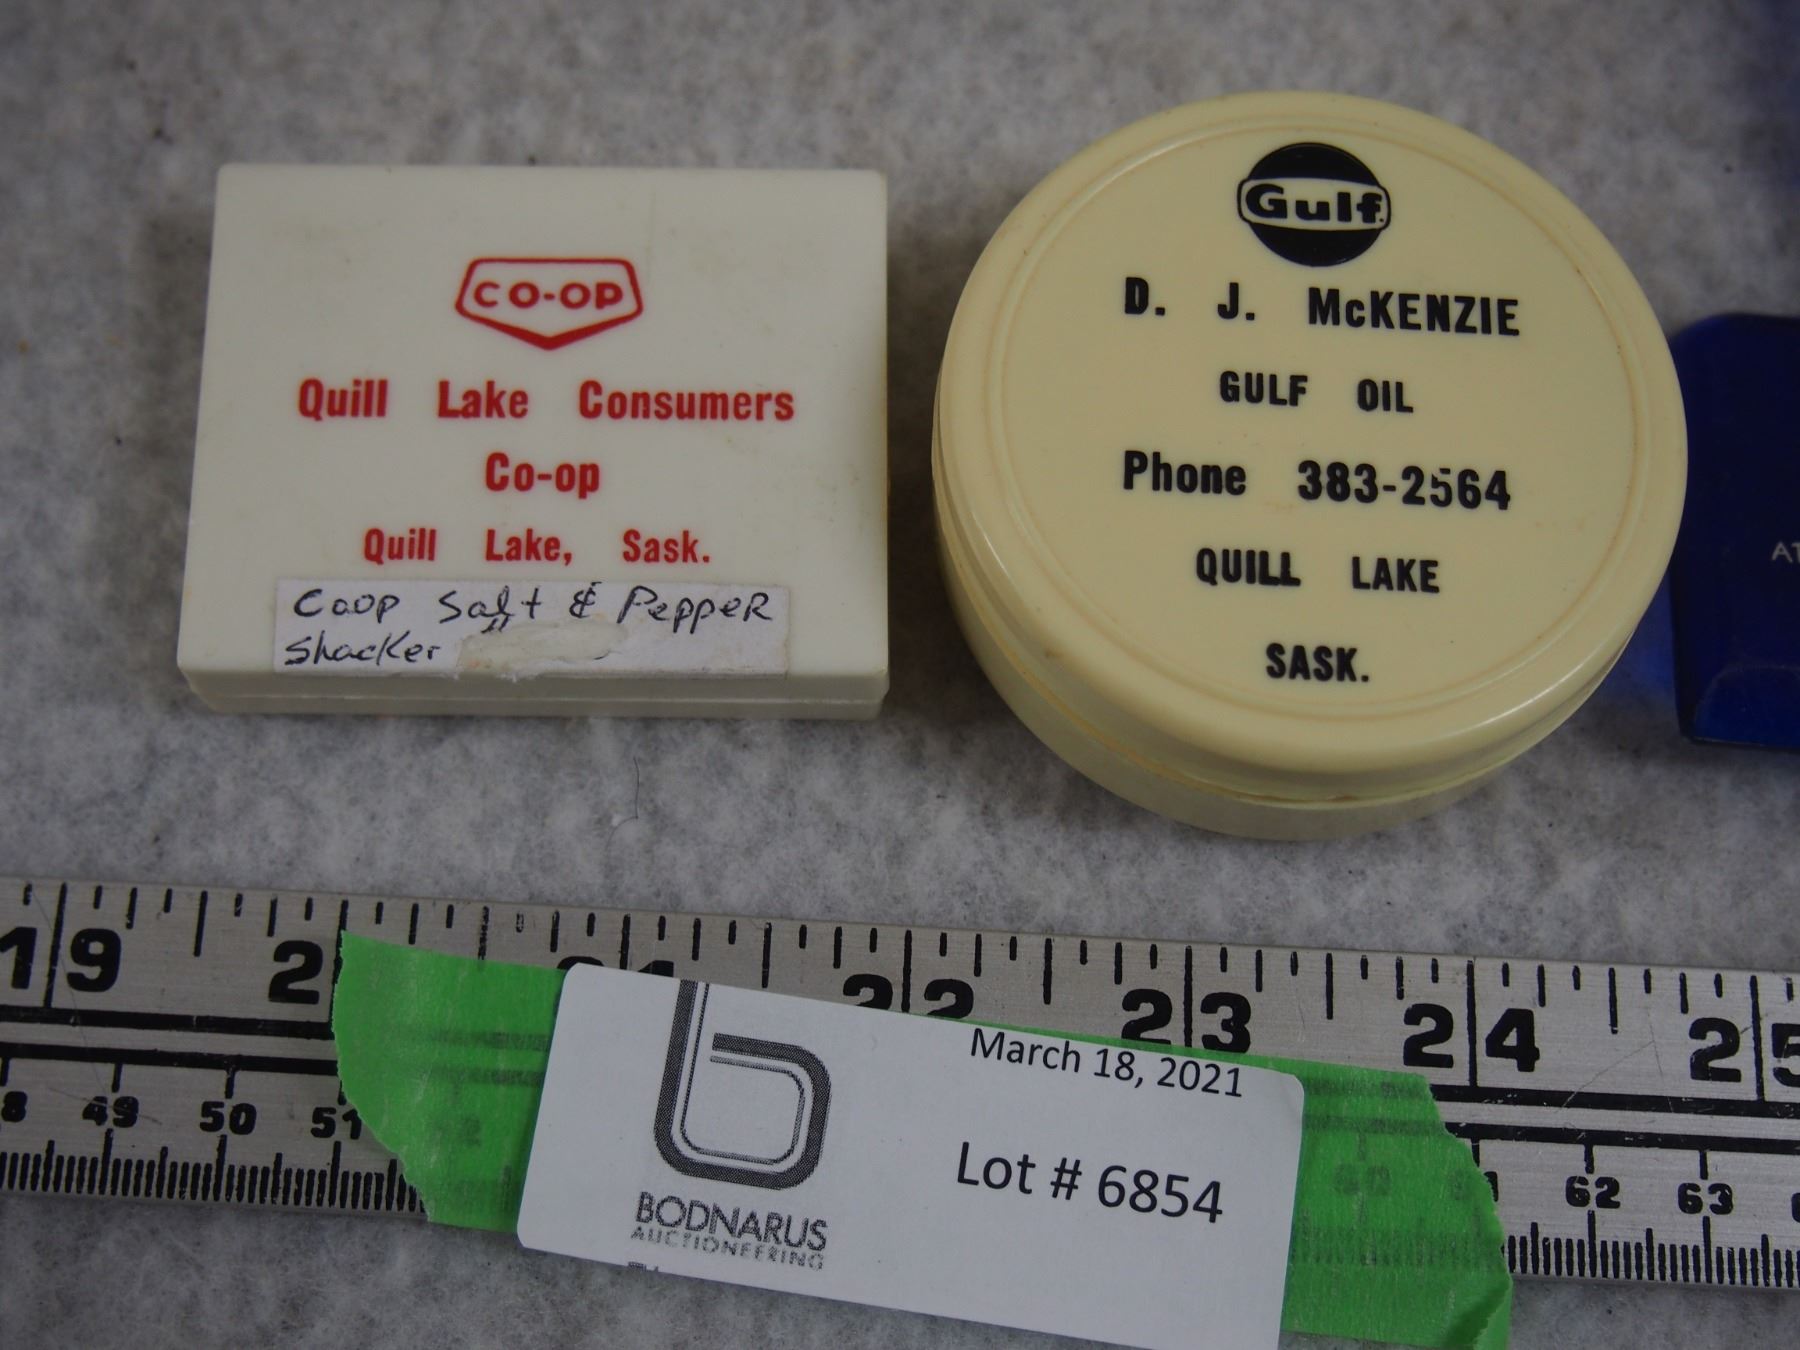 CO-OP
Quill Lake Consumers
Co-op
Quill Lake, Sask.
Coop Salt & Pepper
Shacker
Gulf
D. J. McKENZIE
GULF OIL
Phone 383-2564
QUILL LAKE
SASK.
AT
19 2 21 22 23 24 25
8 49 50 51 62 63
March 18, 2021
Lot # 6854
BODNARUS
AUCTIONEERING